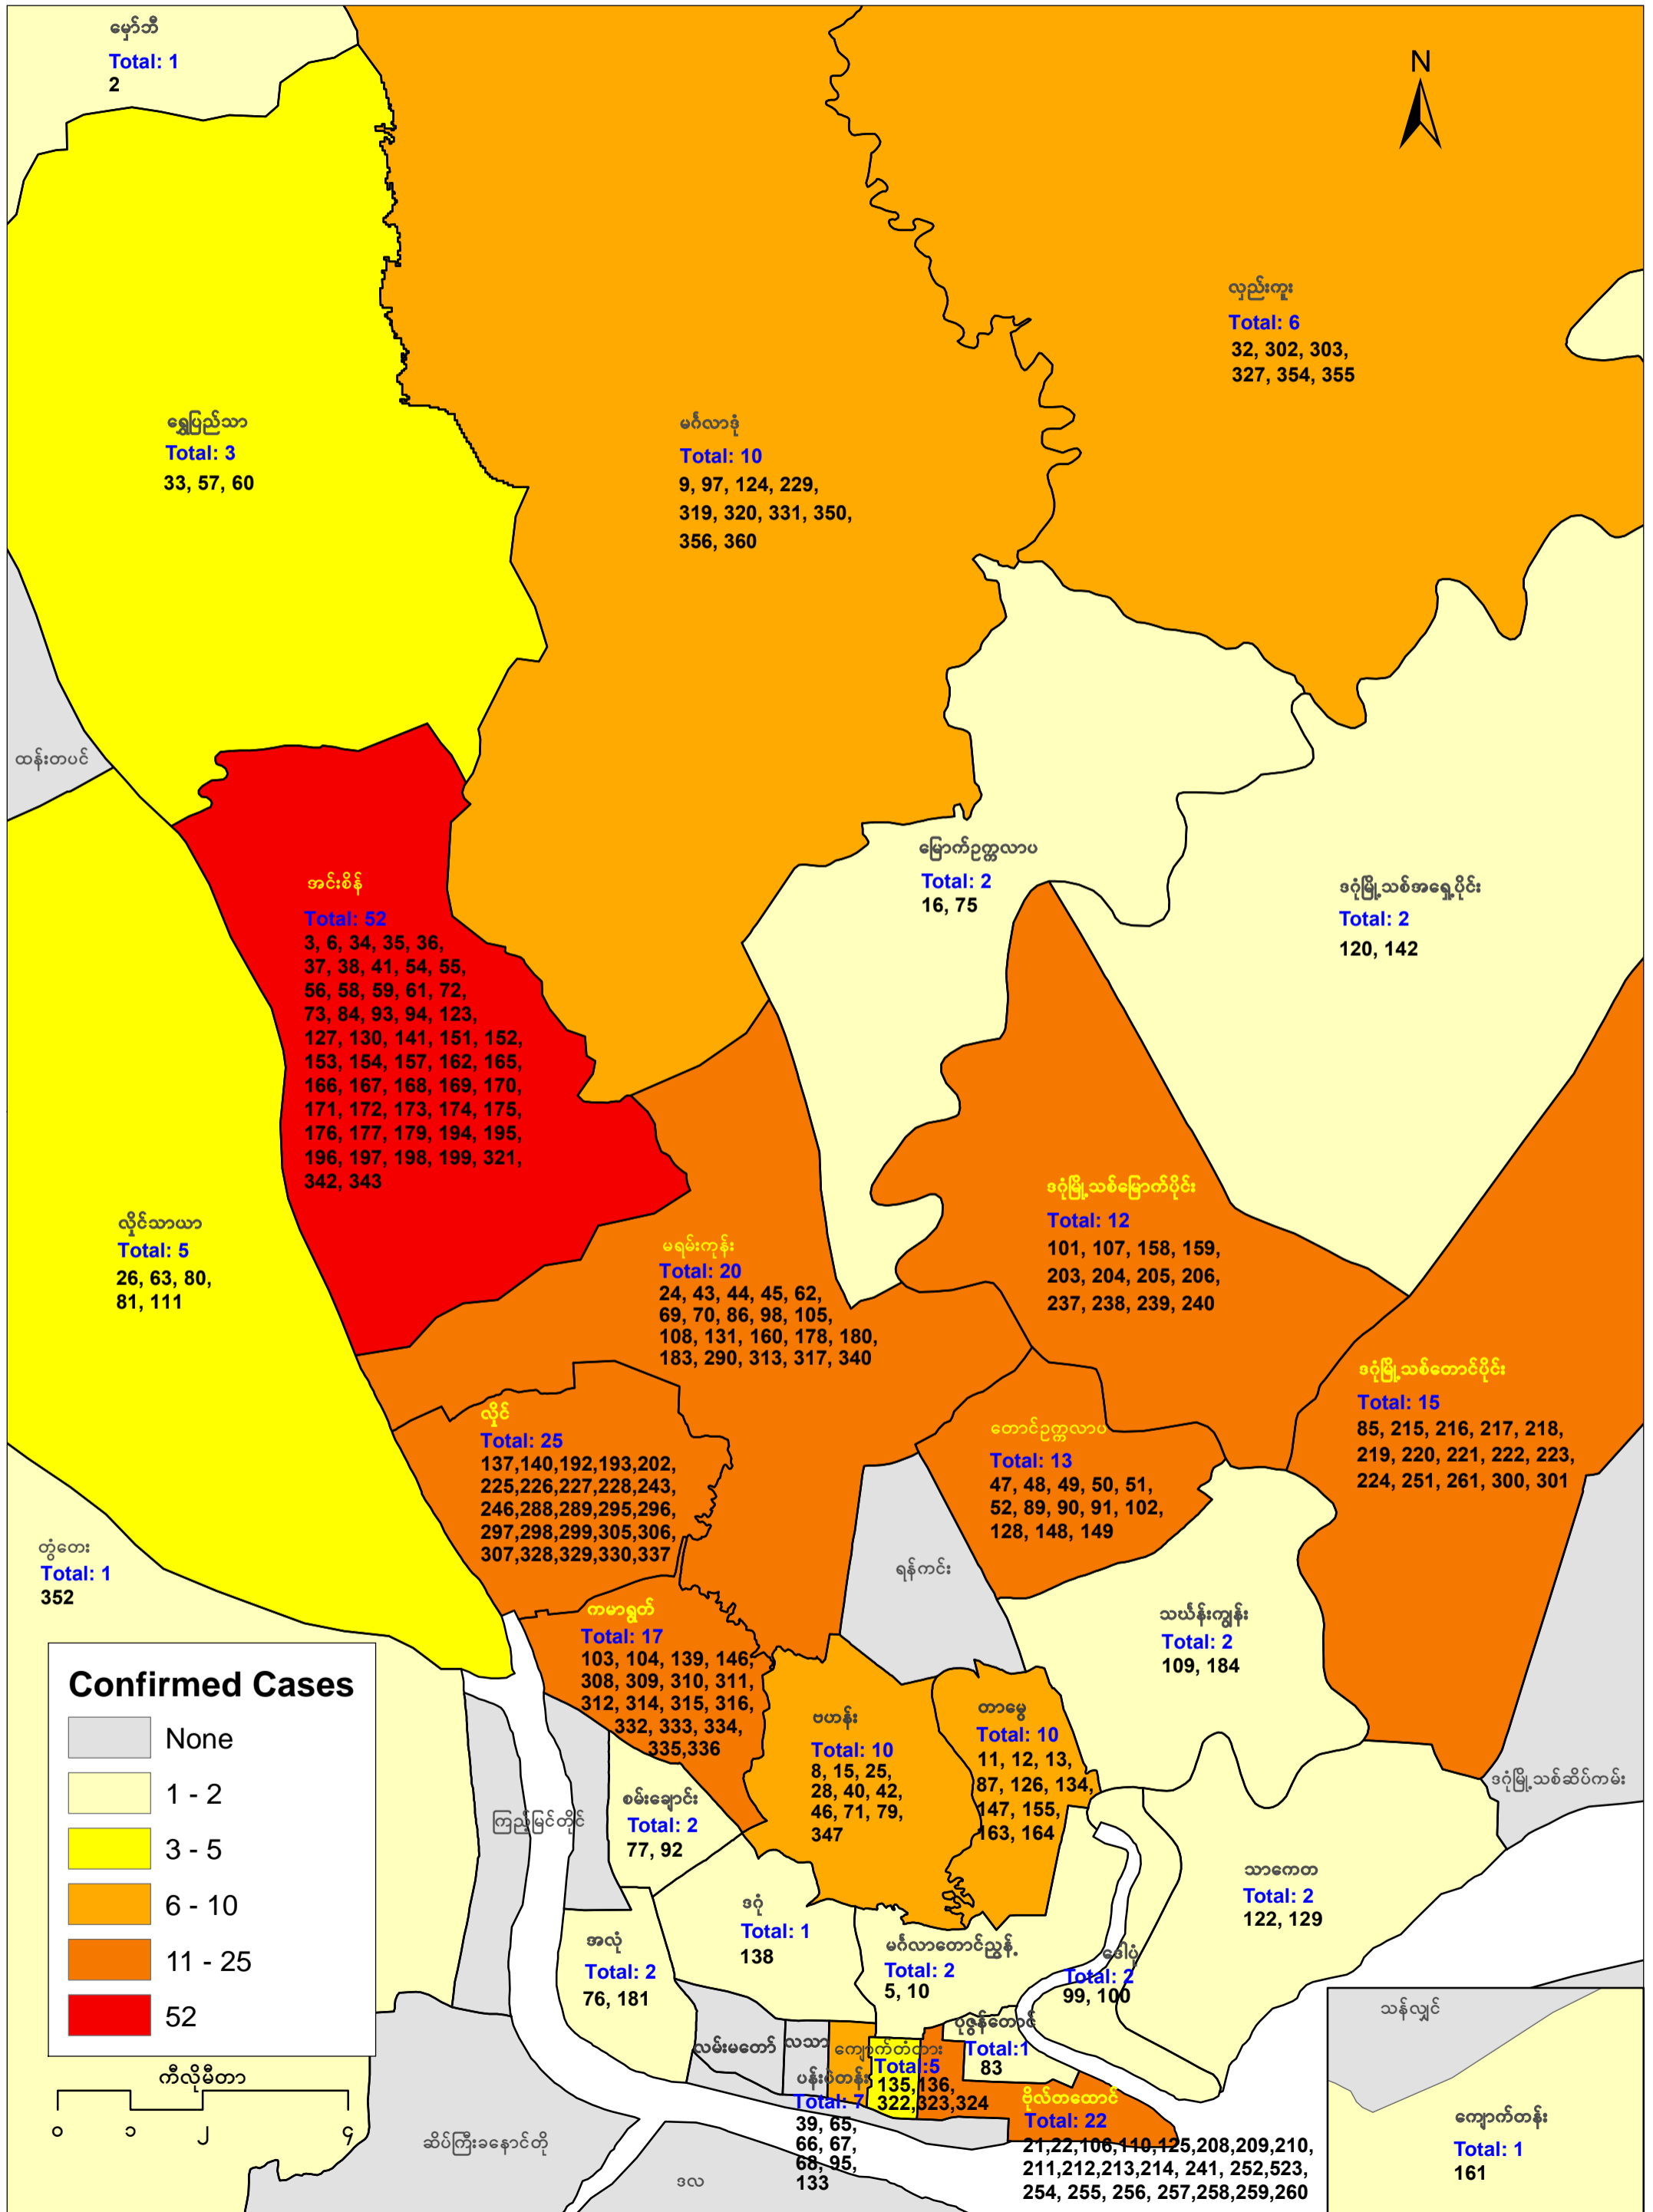 မှော်ဘီ
Total: 1
2
N
လှည်းကူး
Total: 6
32, 302, 303,
327, 354, 355
ရွှေပြည်သာ
Total: 3
33, 57, 60
မင်္ဂလာဒုံ
Total: 10
9, 97, 124, 229,
319, 320, 331, 350,
356, 360
ထန်းတပင်
မြောက်ဥက္ကလာပ
Total: 2
16, 75
ဒဂုံမြို့သစ်အရှေ့ပိုင်း
Total: 2
120, 142
အင်းစိန်
Total: 52
3, 6, 34, 35, 36,
37, 38, 41, 54, 55,
56, 58, 59, 61, 72,
73, 84, 93, 94, 123,
127, 130, 141, 151, 152,
153, 154, 157, 162, 165,
166, 167, 168, 169, 170,
171, 172, 173, 174, 175,
176, 177, 179, 194, 195,
196, 197, 198, 199, 321,
342, 343
လှိုင်သာယာ
Total: 5
26, 63, 80,
81, 111
မရမ်းကုန်း
Total: 20
24, 43, 44, 45, 62,
69, 70, 86, 98, 105,
108, 131, 160, 178, 180,
183, 290, 313, 317, 340
ဒဂုံမြို့သစ်မြောက်ပိုင်း
Total: 12
101, 107, 158, 159,
203, 204, 205, 206,
237, 238, 239, 240
ဒဂုံမြို့သစ်တောင်ပိုင်း
Total: 15
85, 215, 216, 217, 218,
219, 220, 221, 222, 223,
224, 251, 261, 300, 301
လှိုင်
Total: 25
137,140,192,193,202,
225,226,227,228,243,
246,288,289,295,296,
297,298,299,305,306,
307,328,329,330,337
တောင်ဥက္ကလာပ
Total: 13
47, 48, 49, 50, 51,
52, 89, 90, 91, 102,
128, 148, 149
တွံတေး
Total: 1
352
ရန်ကင်း
ကမာရွတ်
Total: 17
103, 104, 139, 146,
308, 309, 310, 311,
312, 314, 315, 316,
332, 333, 334,
335,336
သင်္ဃန်းကျွန်း
Total: 2
109, 184
ဗဟန်း
Total: 10
8, 15, 25,
28, 40, 42,
46, 71, 79,
347
တာမွေ
Total: 10
11, 12, 13,
87, 126, 134,
147, 155,
163, 164
ဒဂုံမြို့သစ်ဆိပ်ကမ်း
Confirmed Cases
None
1 - 2
3 - 5
6 - 10
11 - 25
52
ကီလိုမီတာ
၀ ၁ ၂ ၄
ကြည့်မြင်တိုင်
စမ်းချောင်း
Total: 2
77, 92
သာကေတ
Total: 2
122, 129
ဒဂုံ
Total: 1
138
အလုံ
Total: 2
76, 181
မင်္ဂလာတောင်ညွန့်
Total: 2
5, 10
ဒေါပုံ
Total: 2
99, 100
ပုဇွန်တောင်
Total:1
83
လမ်းမတော်
လသာ
ကျောက်တံတား
Total:5
135,136,
322,323,324
ပန်းဘဲတန်း
Total: 7
39, 65,
66, 67,
68, 95,
133
ဗိုလ်တထောင်
Total: 22
21,22,106,110,125,208,209,210,
211,212,213,214, 241, 252,523,
254, 255, 256, 257,258,259,260
ဆိပ်ကြီးခနောင်တို
ဒလ
သန်လျှင်
ကျောက်တန်း
Total: 1
161